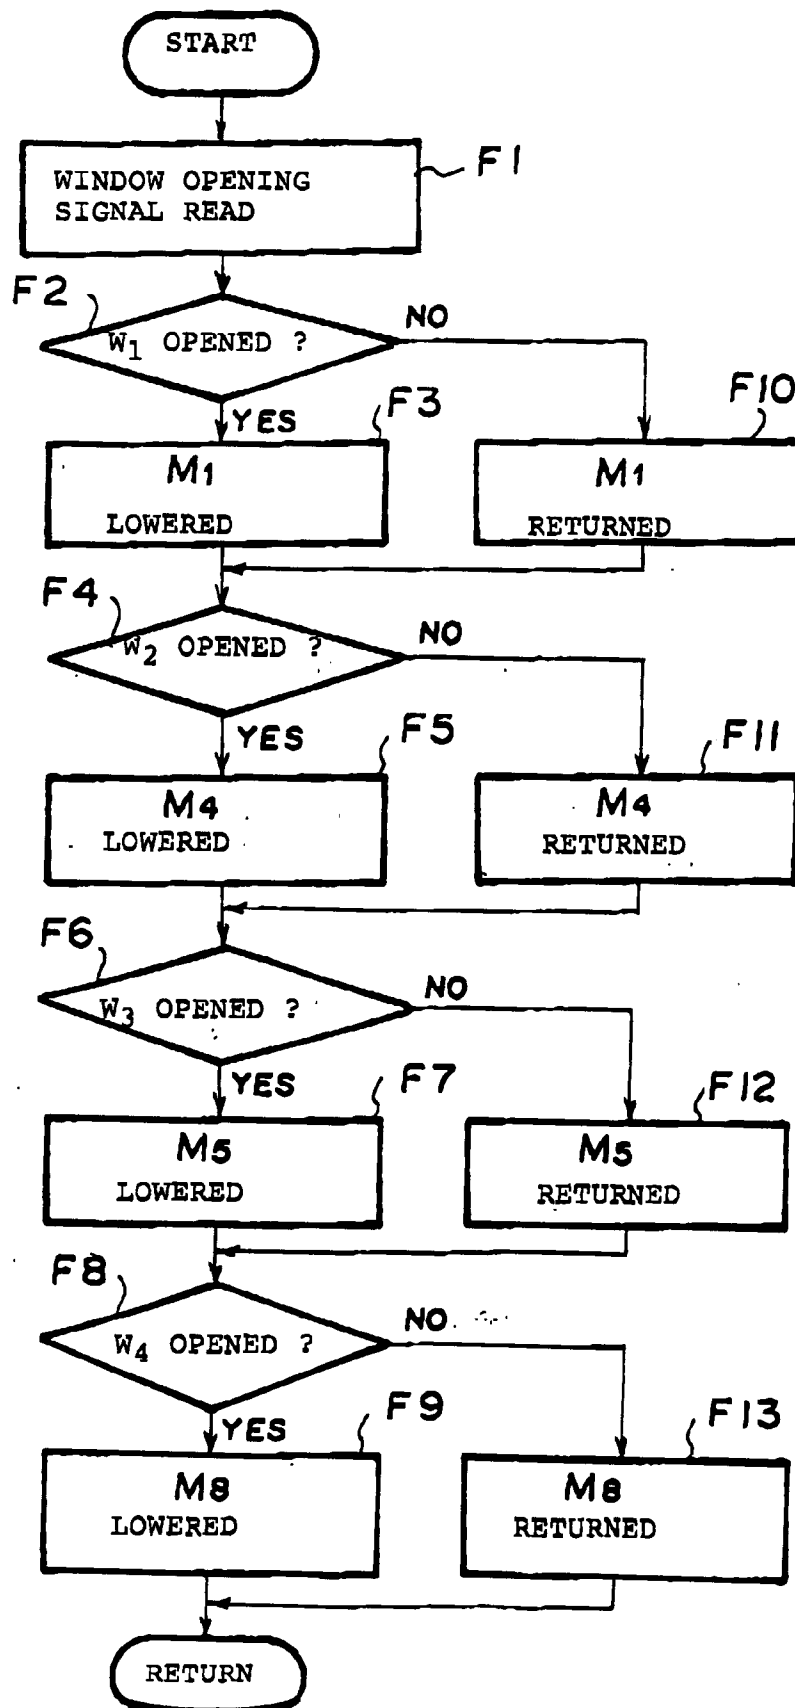 START
WINDOW OPENING
SIGNAL READ
F1
F2
W₁ OPENED ?
NO
YES
F3
M1
LOWERED
F10
M1
RETURNED
F4
W₂ OPENED ?
NO
YES
F5
M4
LOWERED
F11
M4
RETURNED
F6
W₃ OPENED ?
NO
YES
F7
M5
LOWERED
F12
M5
RETURNED
F8
W₄ OPENED ?
NO
YES
F9
M8
LOWERED
F13
M8
RETURNED
RETURN